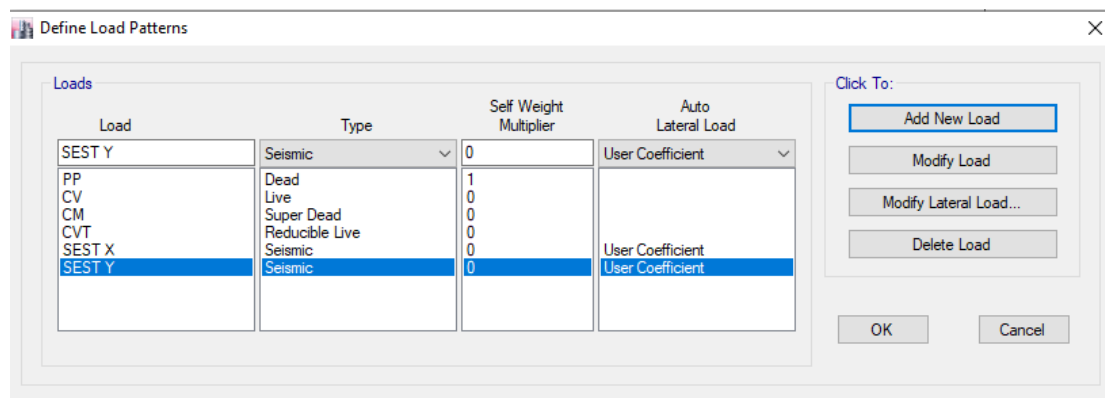 Define Load Patterns
Loads
Click To:
Load Type Self Weight Multiplier Auto Lateral Load
SEST Y Seismic 0 User Coefficient
PP Dead 1
CV Live 0
CM Super Dead 0
CVT Reducible Live 0
SEST X Seismic 0 User Coefficient
SEST Y Seismic 0 User Coefficient
Add New Load
Modify Load
Modify Lateral Load...
Delete Load
OK Cancel